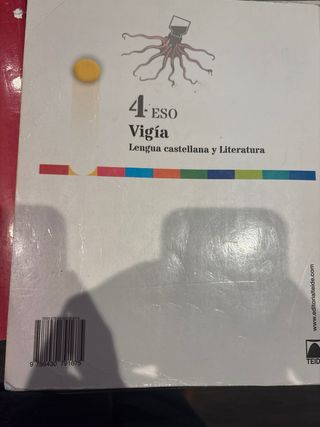 4 ESO
Vigía
Lengua castellana y Literatura
www.editorialteide.com
TEIDE